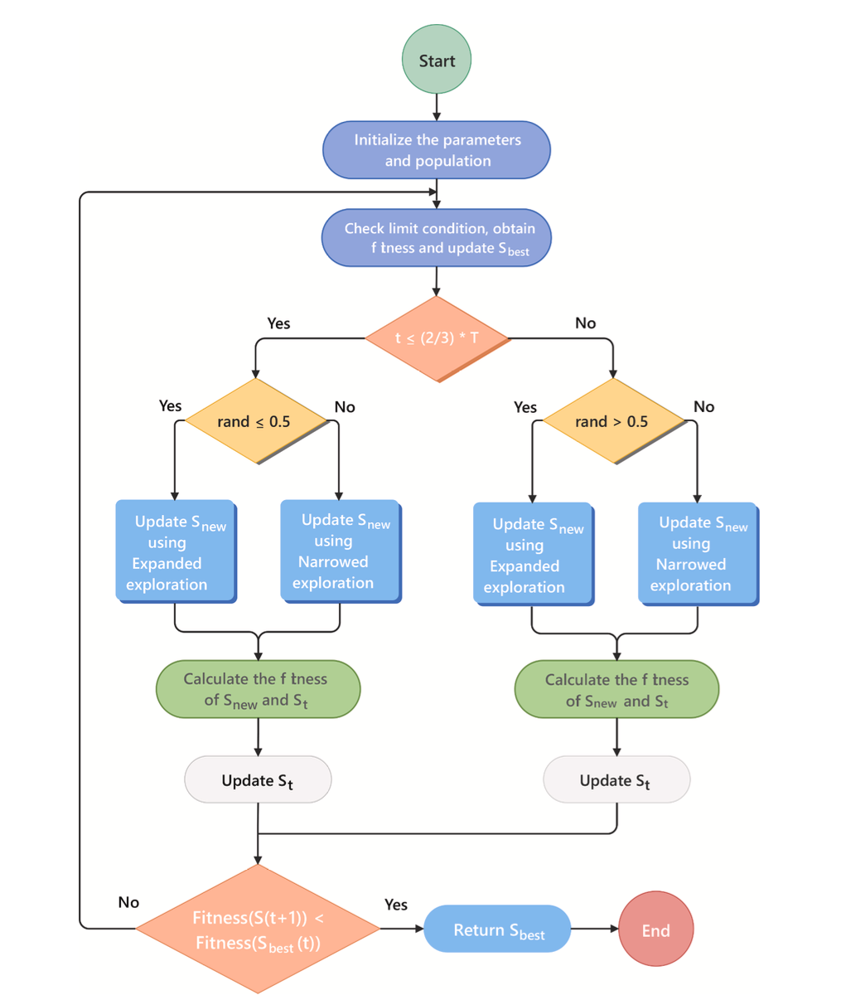 Start
Initialize the parameters
and population
Check limit condition, obtain
f tness and update Sbest
t ≤ (2/3) * T
Yes
No
rand ≤ 0.5
Yes
No
rand > 0.5
Yes
No
Update Snew
using
Expanded
exploration
Update Snew
using
Narrowed
exploration
Update Snew
using
Expanded
exploration
Update Snew
using
Narrowed
exploration
Calculate the f tness
of Snew and St
Calculate the f tness
of Snew and St
Update St
Update St
No
Fitness(S(t+1)) <
Fitness(Sbest (t))
Yes
Return Sbest
End